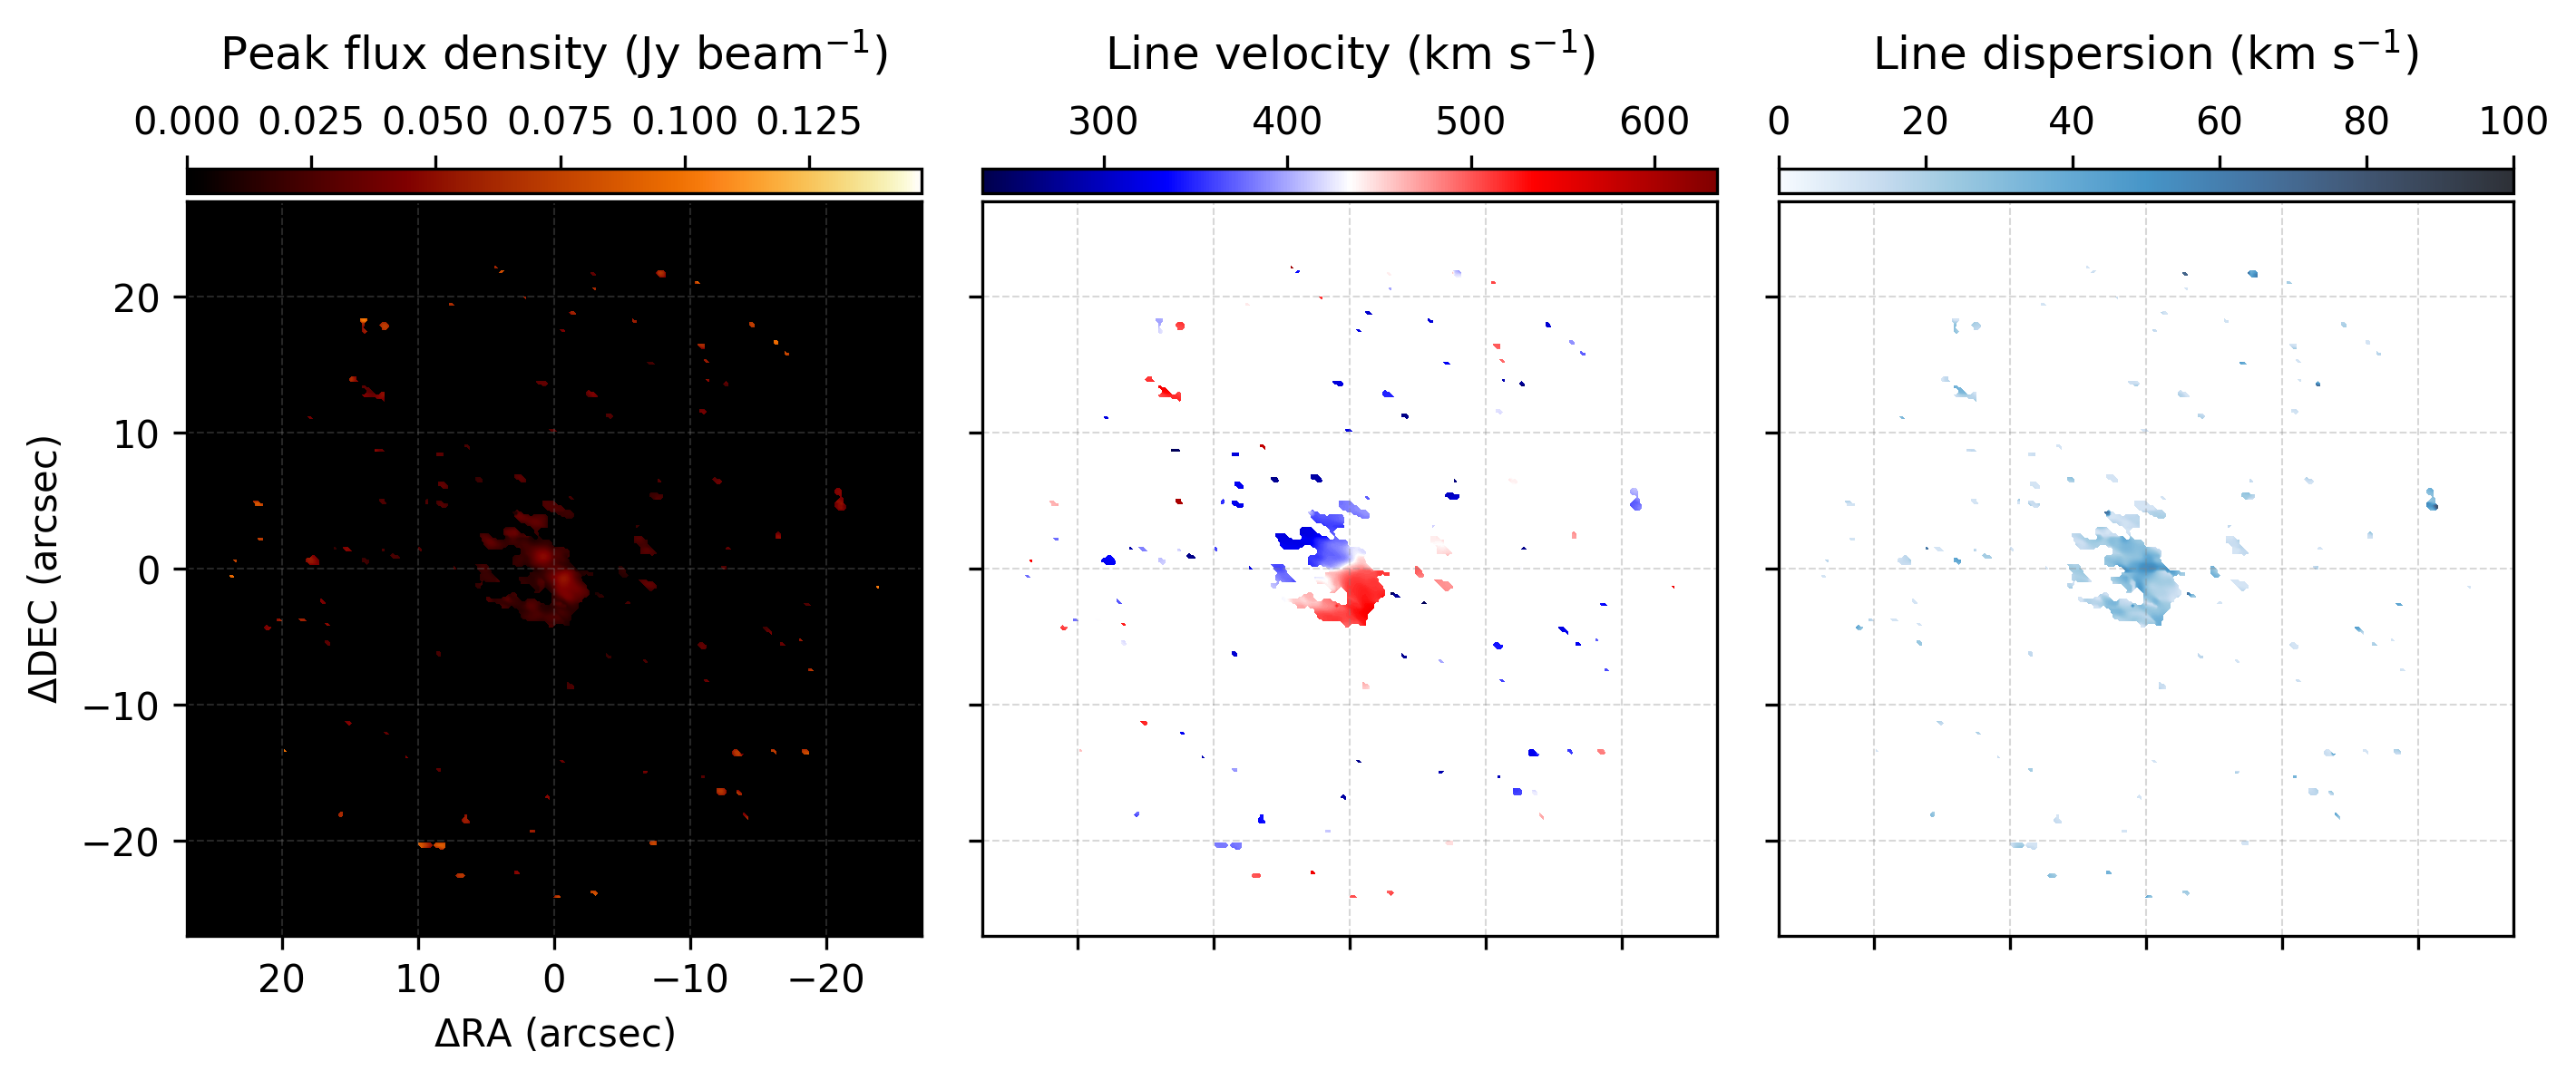 Peak flux density (Jy beam⁻¹)
0.000 0.025 0.050 0.075 0.100 0.125
Line velocity (km s⁻¹)
300 400 500 600
Line dispersion (km s⁻¹)
0 20 40 60 80 100
20
10
0
−10
−20
ΔDEC (arcsec)
20 10 0 −10 −20
ΔRA (arcsec)